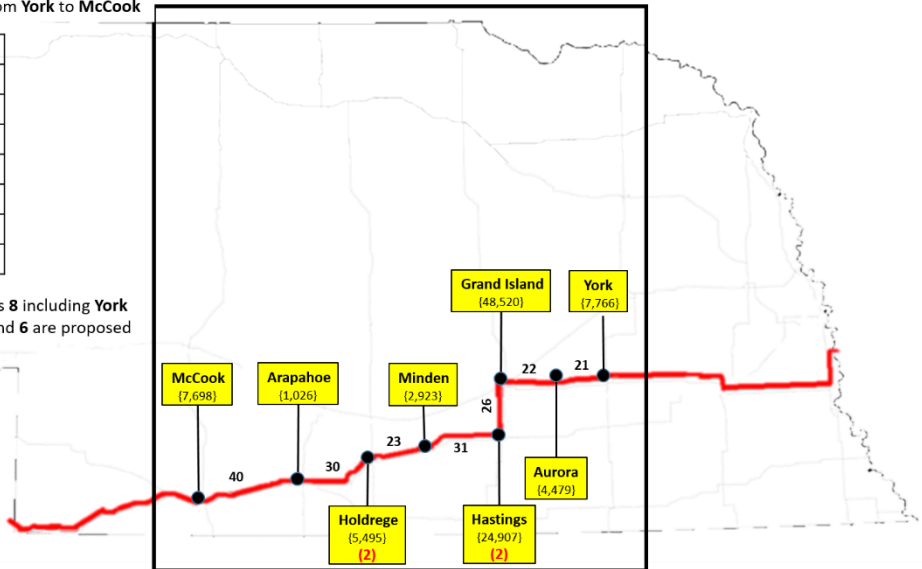 om York to McCook
s 8 including York
nd 6 are proposed
Grand Island
{48,520}
York
{7,766}
McCook
{7,698}
Arapahoe
{1,026}
Minden
{2,923}
22
21
26
23
31
30
40
Aurora
{4,479}
Holdrege
{5,495}
(2)
Hastings
{24,907}
(2)